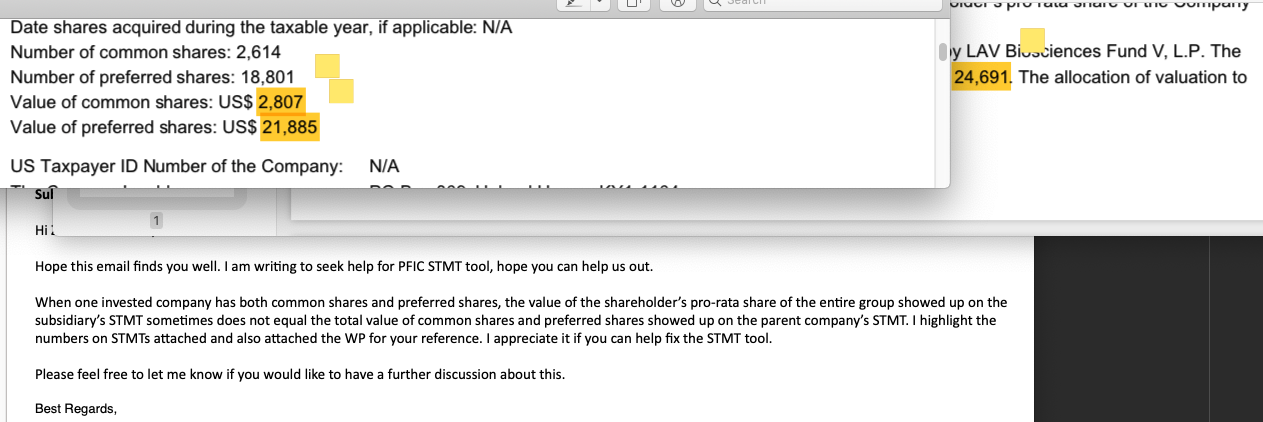 Search
Date shares acquired during the taxable year, if applicable: N/A
Number of common shares: 2,614
Number of preferred shares: 18,801
Value of common shares: US$ 2,807
Value of preferred shares: US$ 21,885
US Taxpayer ID Number of the Company: N/A
pro rata share of the Company
by LAV Biosciences Fund V, L.P. The
24,691. The allocation of valuation to
1
Hi
Hope this email finds you well. I am writing to seek help for PFIC STMT tool, hope you can help us out.
When one invested company has both common shares and preferred shares, the value of the shareholder's pro-rata share of the entire group showed up on the
subsidiary's STMT sometimes does not equal the total value of common shares and preferred shares showed up on the parent company's STMT. I highlight the
numbers on STMTs attached and also attached the WP for your reference. I appreciate it if you can help fix the STMT tool.
Please feel free to let me know if you would like to have a further discussion about this.
Best Regards,